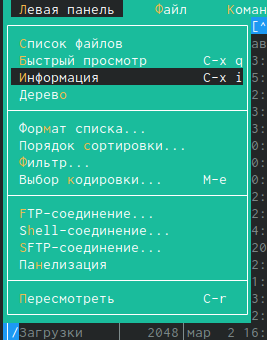 Левая панель Файл Коман
Список файлов
Быстрый просмотр C-x q
Информация C-x i
Дерево
Формат списка...
Порядок сортировки...
Фильтр...
Выбор кодировки... M-e
FTP-соединение...
Shell-соединение...
SFTP-соединение...
Панелизация
Пересмотреть C-r
/Загрузки 2048 мар 2 16: